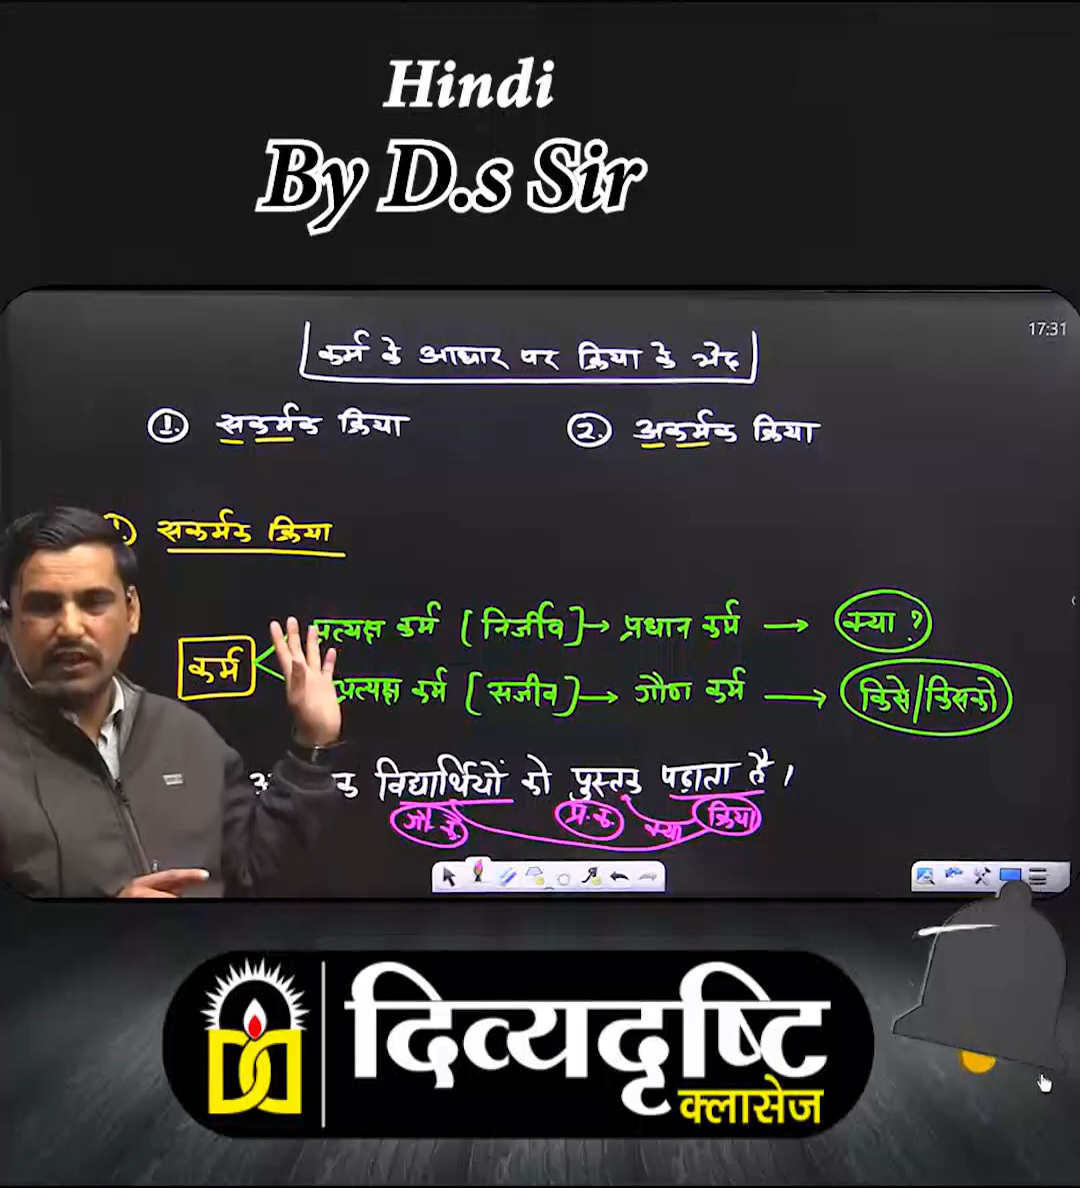 Hindi
By D.s Sir
17:31
कर्म के आधार पर क्रिया के भेद
1. सकर्मक क्रिया
2. अकर्मक क्रिया
सकर्मक क्रिया
कर्म
प्रत्यक्ष कर्म [निर्जीव] → प्रधान कर्म → क्या?
प्रत्यक्ष कर्म [सजीव] → गौण कर्म → किसे/किसको
विद्यार्थियों को पुस्तक पढ़ाता है।
गौ. क. प्र. क. क्या क्रिया
दिव्यदृष्टि
क्लासेज